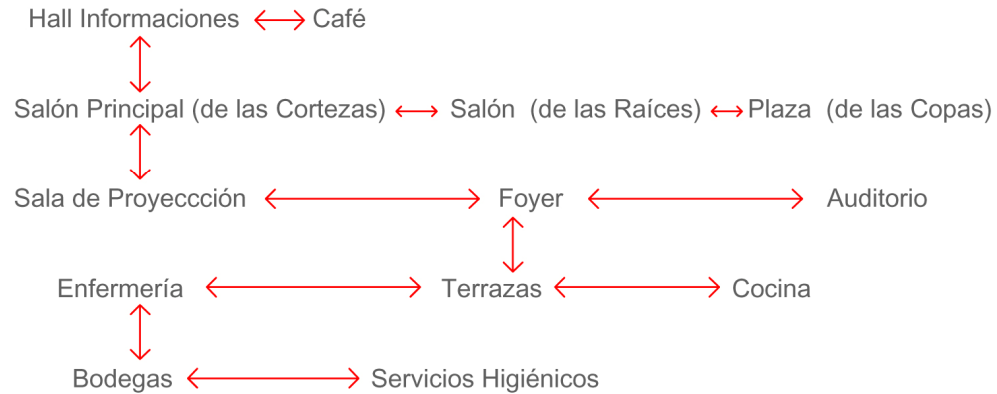 Hall Informaciones Café
Salón Principal (de las Cortezas) Salón (de las Raíces) Plaza (de las Copas)
Sala de Proyeccción Foyer Auditorio
Enfermería Terrazas Cocina
Bodegas Servicios Higiénicos